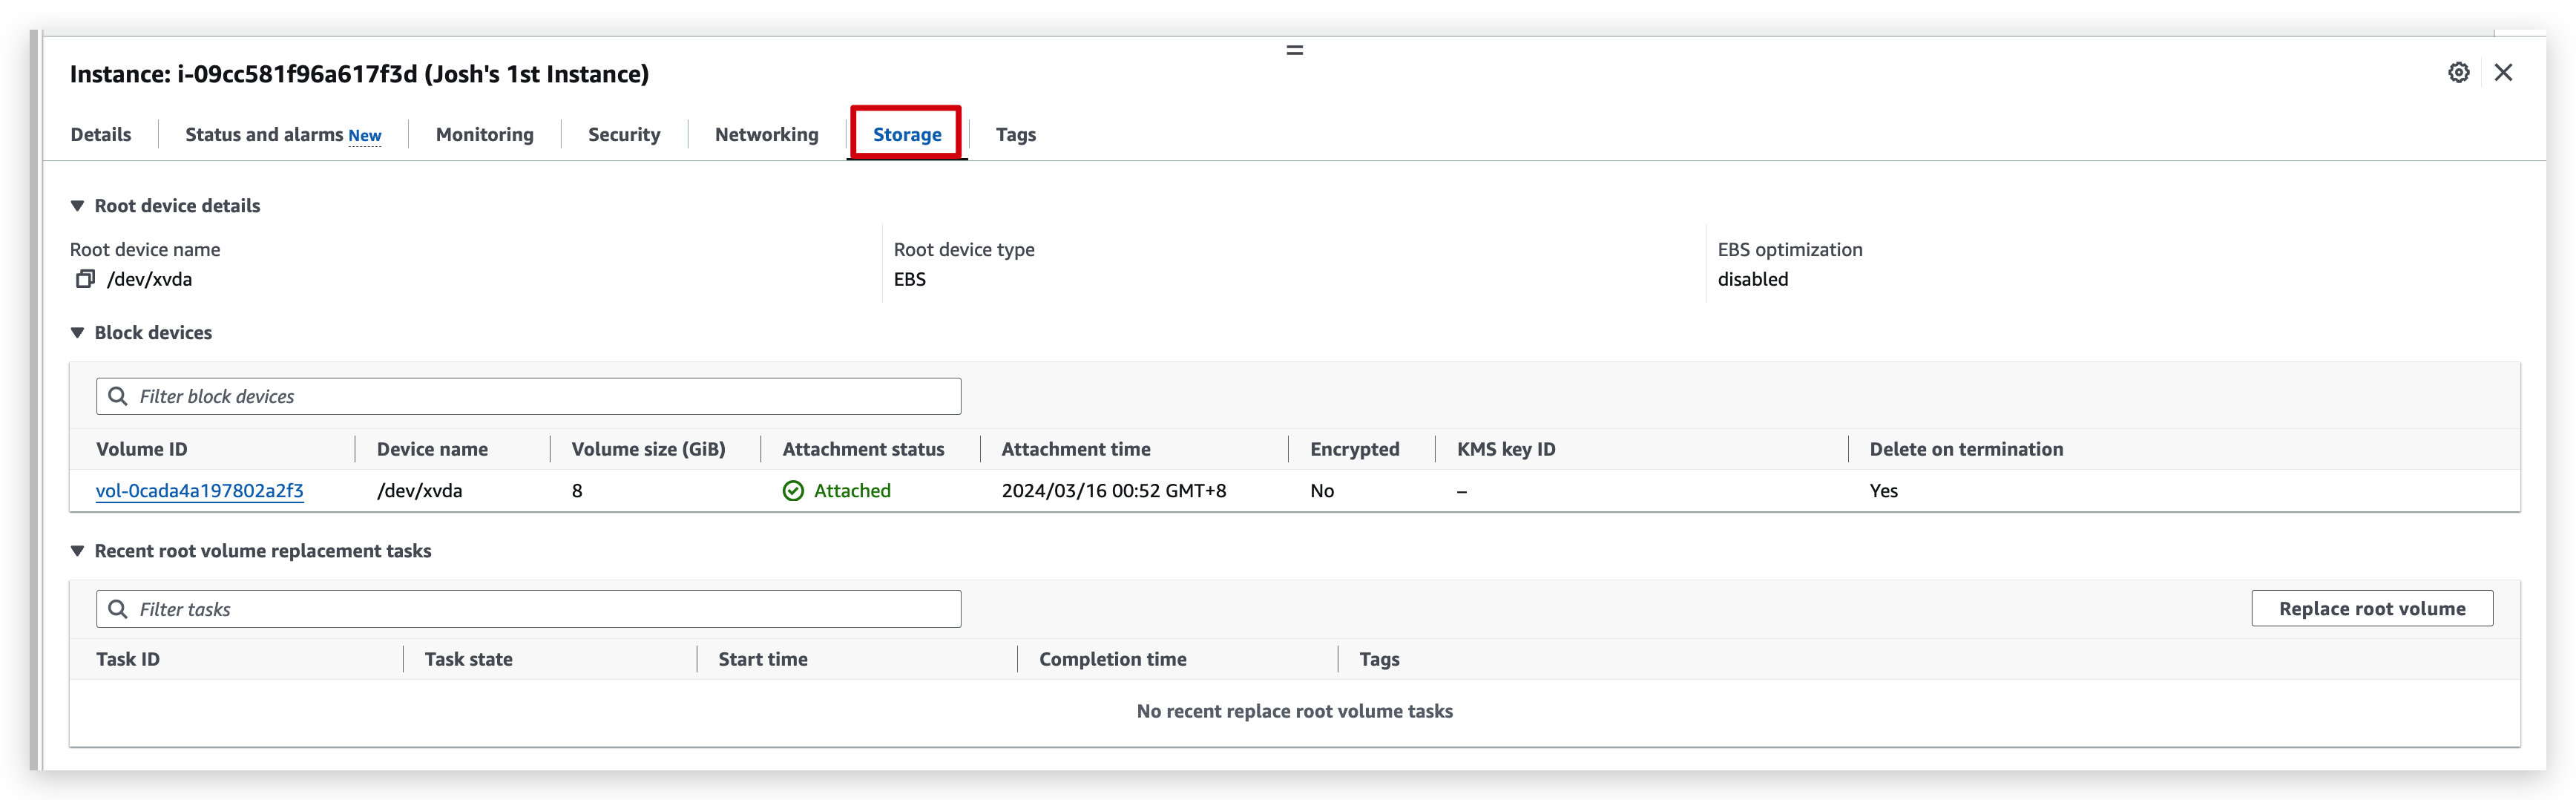 Instance: i-09cc581f96a617f3d (Josh's 1st Instance)
Details Status and alarms New Monitoring Security Networking Storage Tags
Root device details
Root device name Root device type EBS optimization
/dev/xvda EBS disabled
Block devices
Filter block devices
Volume ID Device name Volume size (GiB) Attachment status Attachment time Encrypted KMS key ID Delete on termination
vol-0cada4a197802a2f3 /dev/xvda 8 Attached 2024/03/16 00:52 GMT+8 No – Yes
Recent root volume replacement tasks
Filter tasks Replace root volume
Task ID Task state Start time Completion time Tags
No recent replace root volume tasks